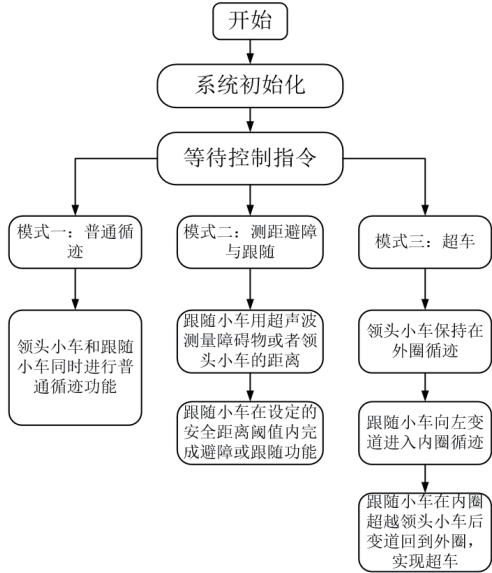 开始
系统初始化
等待控制指令
模式一：普通循
迹
领头小车和跟随
小车同时进行普
通循迹功能
模式二：测距避障
与跟随
跟随小车用超声波
测量障碍物或者领
头小车的距离
跟随小车在设定的
安全距离阈值内完
成避障或跟随功能
模式三：超车
领头小车保持在
外圈循迹
跟随小车向左变
道进入内圈循迹
跟随小车在内圈
超越领头小车后
变道回到外圈，
实现超车